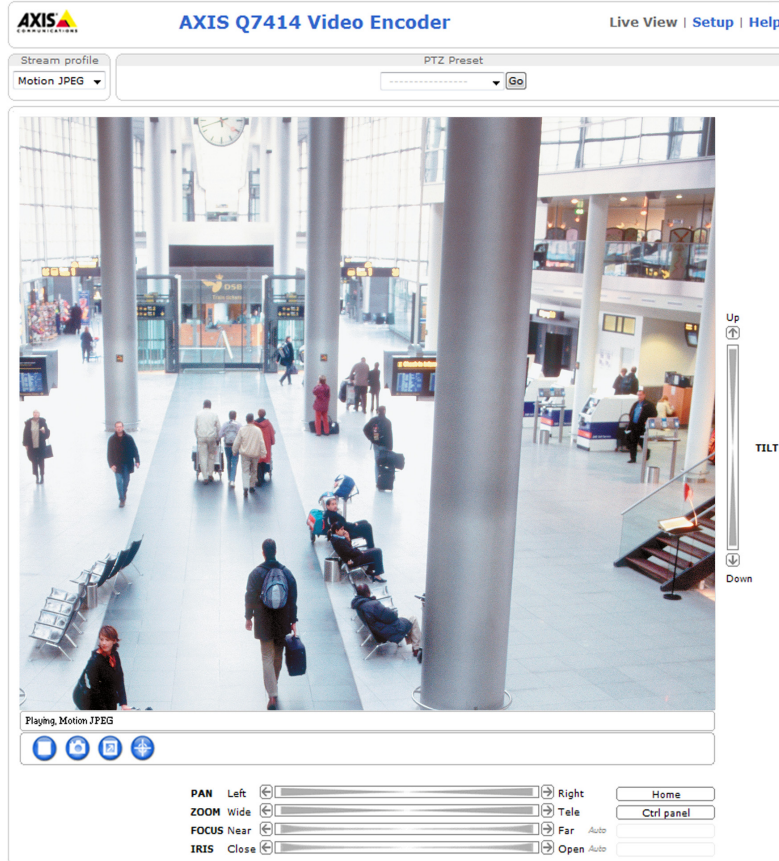 AXIS
COMMUNICATIONS
AXIS Q7414 Video Encoder
Live View | Setup | Help
Stream profile
PTZ Preset
Motion JPEG
----------------
Go
DSB
Up
TILT
Down
Playing, Motion JPEG
PAN Left Right Home
ZOOM Wide Tele Ctrl panel
FOCUS Near Far Auto
IRIS Close Open Auto